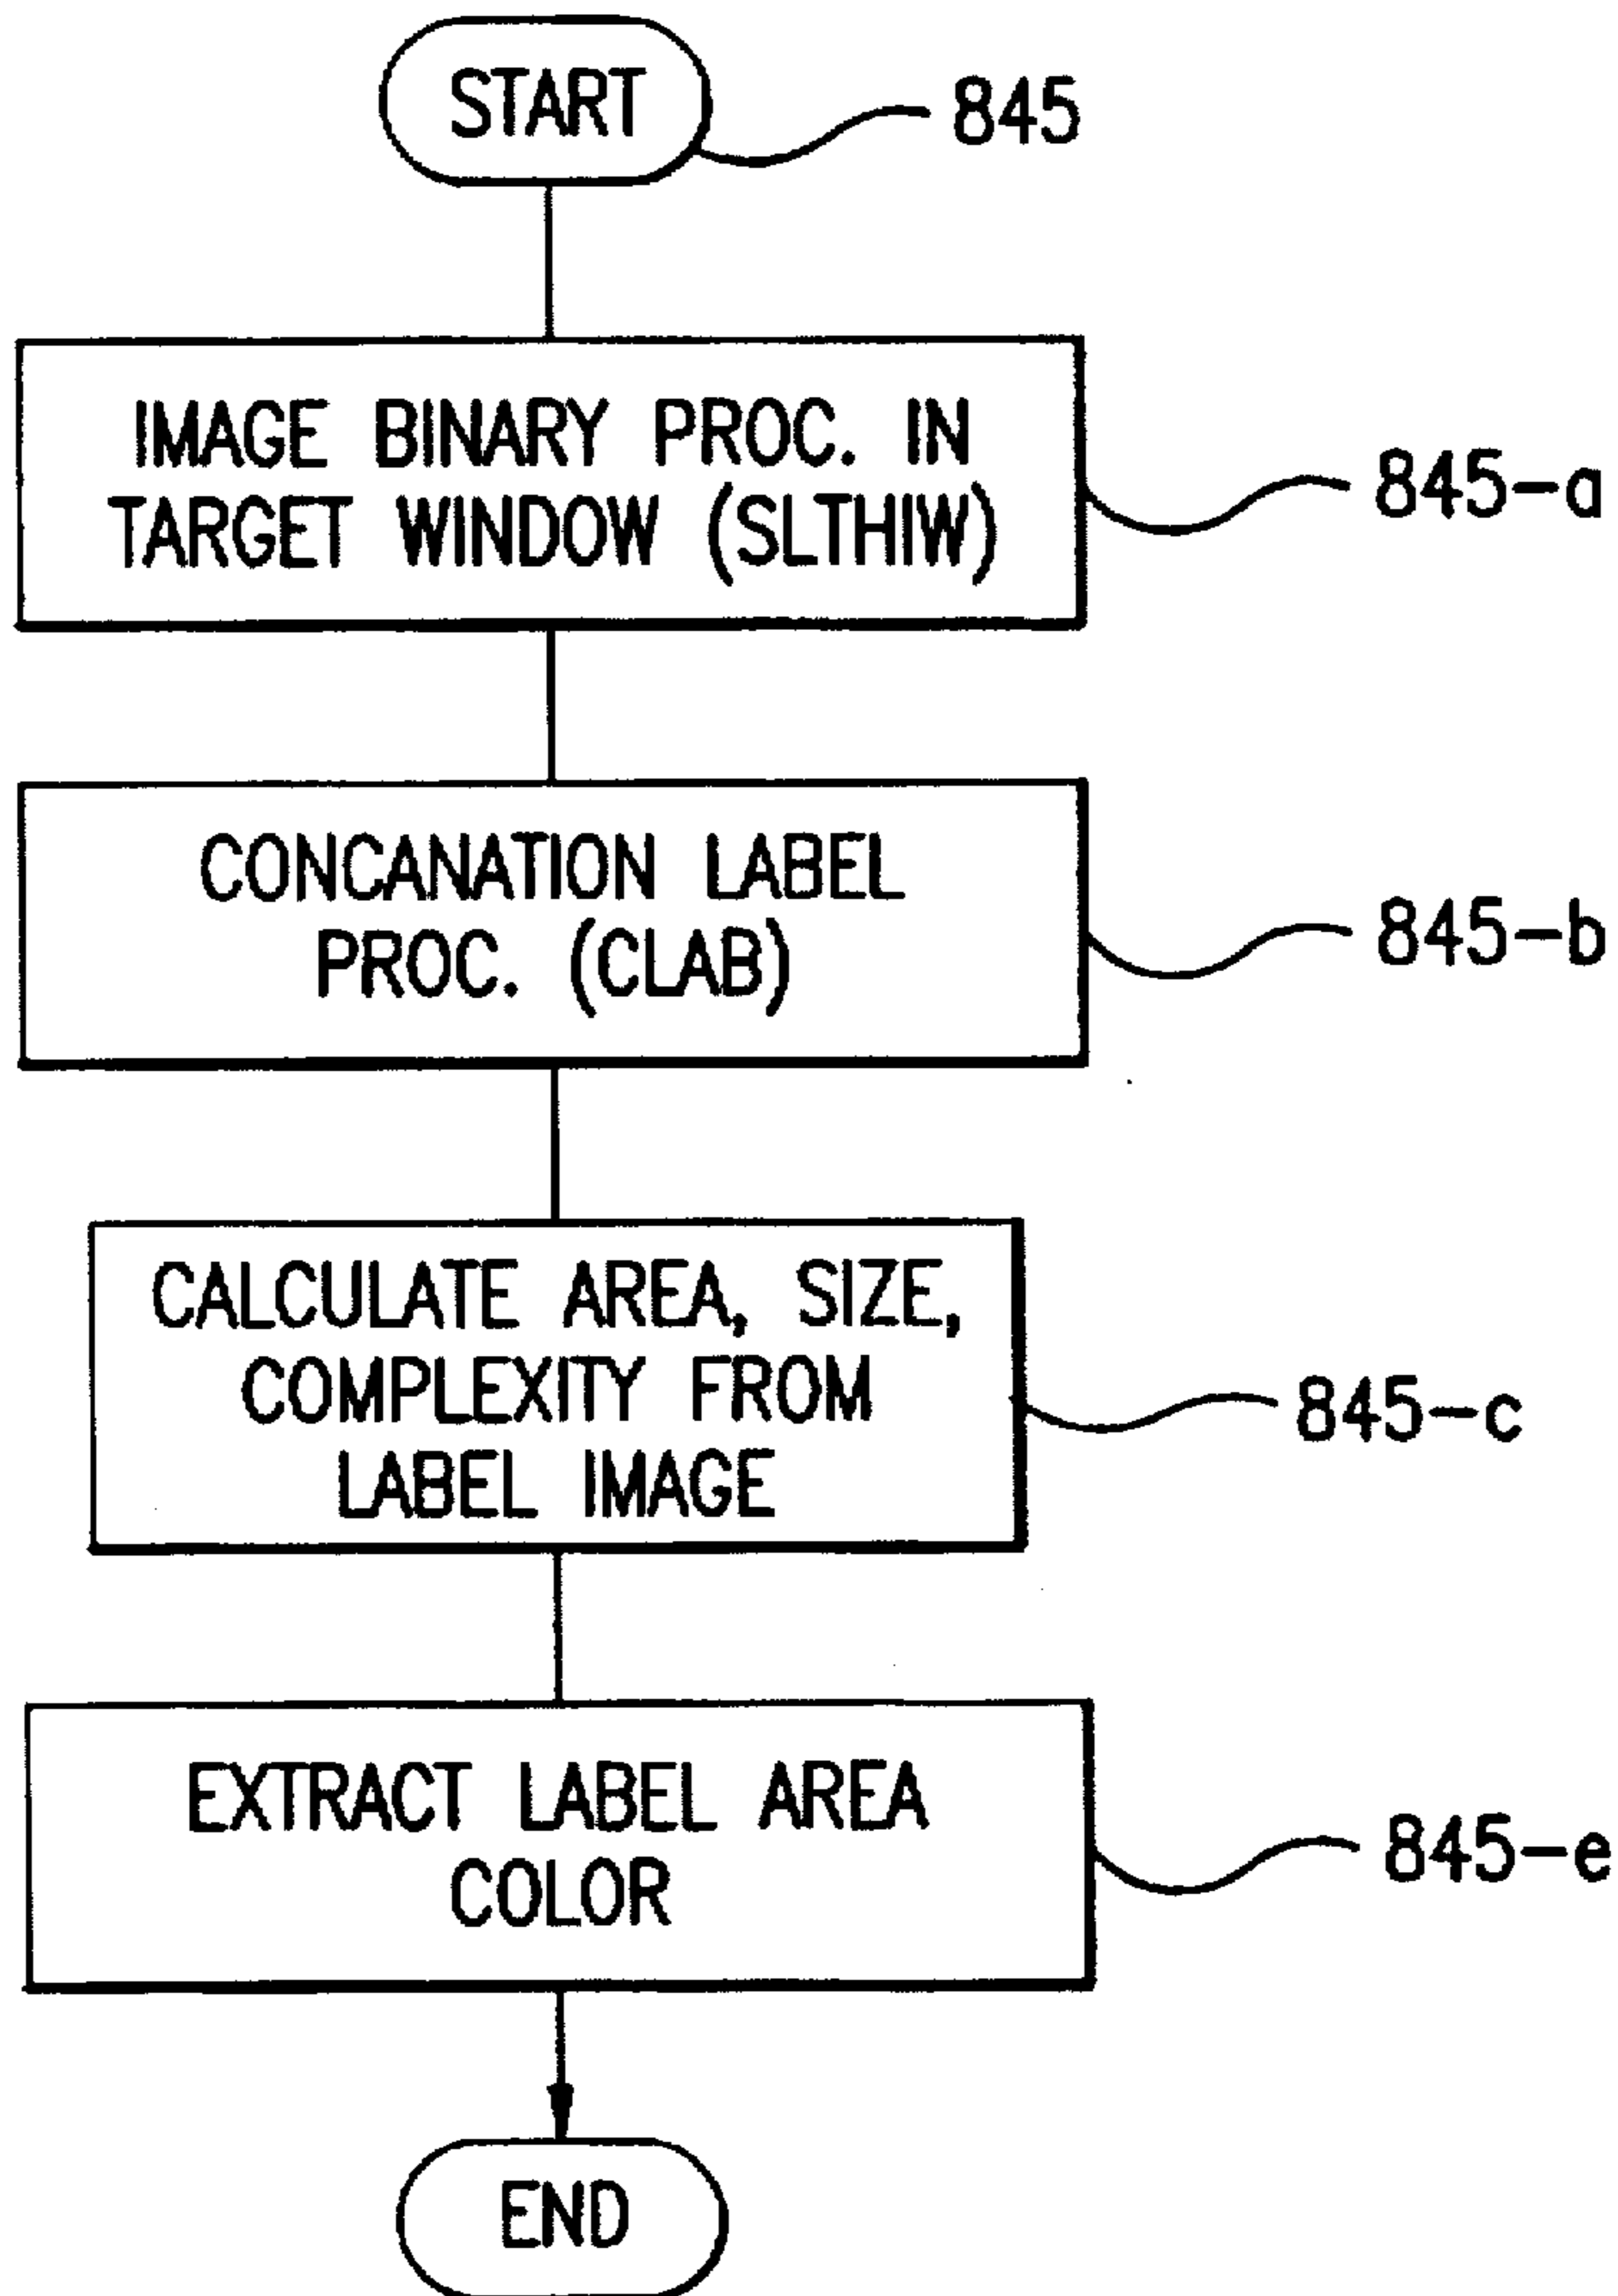 START
845
IMAGE BINARY PROC. IN
TARGET WINDOW (SLTHIW)
845-a
CONCANATION LABEL
PROC. (CLAB)
845-b
CALCULATE AREA, SIZE,
COMPLEXITY FROM
LABEL IMAGE
845-c
EXTRACT LABEL AREA
COLOR
845-e
END